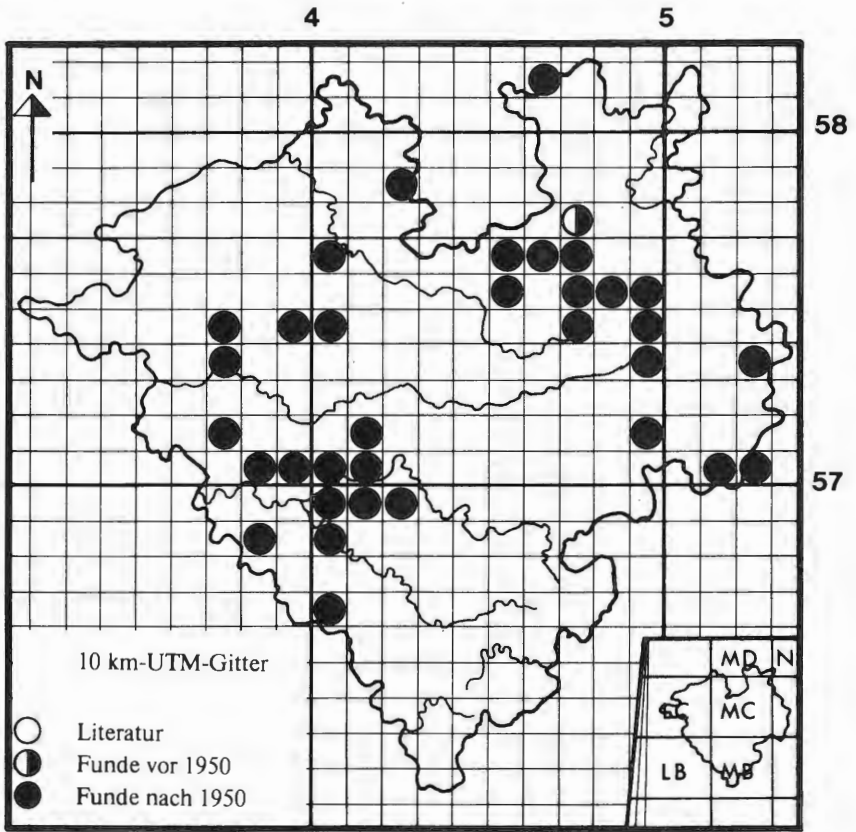 4 5
N
58
57
10 km-UTM-Gitter
Literatur
Funde vor 1950
Funde nach 1950
MD N
MC
LB MB